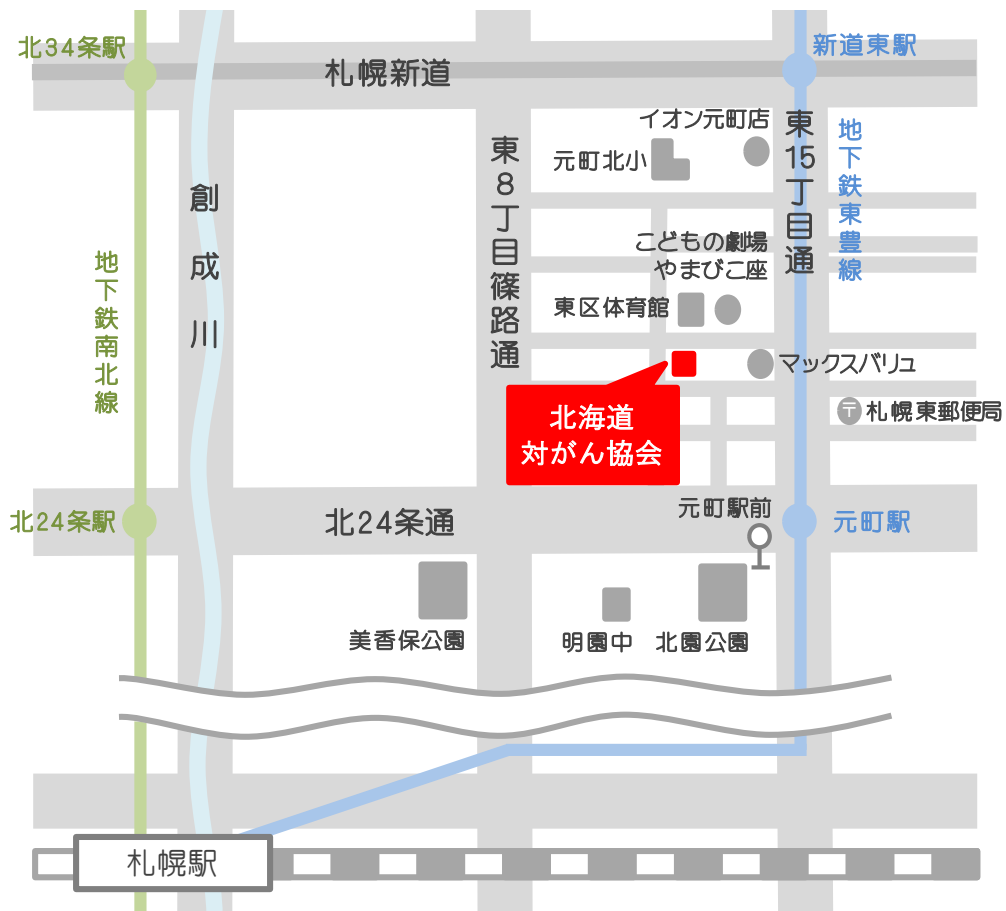 北34条駅
新道東駅
札幌新道
イオン元町店
元町北小
東15丁目通
地下鉄東豊線
東8丁目篠路通
創成川
こどもの劇場
やまびこ座
地下鉄南北線
東区体育館
マックスバリュ
〒札幌東郵便局
北海道
対がん協会
元町駅前
北24条駅
北24条通
元町駅
美香保公園
明園中
北園公園
札幌駅